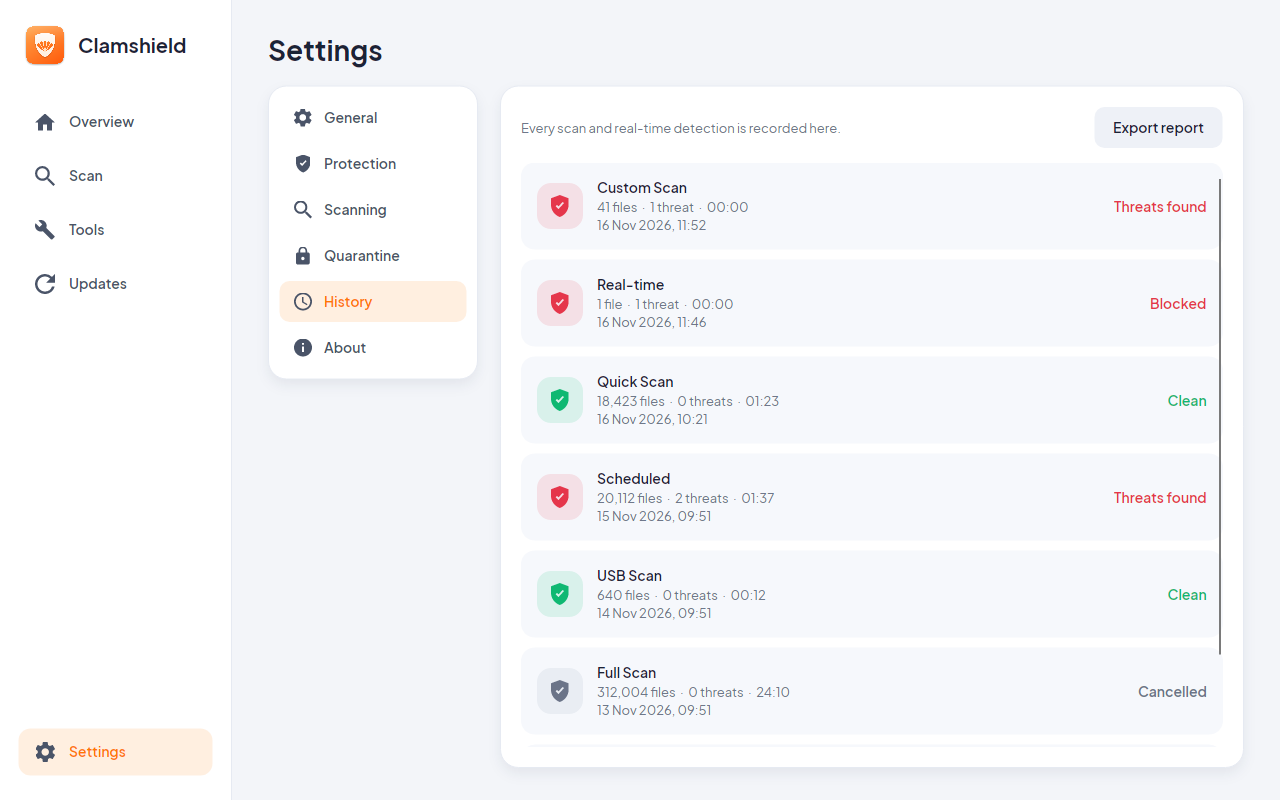 Clamshield
Overview
Scan
Tools
Updates
Settings
Settings
General
Protection
Scanning
Quarantine
History
About
Every scan and real-time detection is recorded here.
Export report
Custom Scan
41 files · 1 threat · 00:00
16 Nov 2026, 11:52
Threats found
Real-time
1 file · 1 threat · 00:00
16 Nov 2026, 11:46
Blocked
Quick Scan
18,423 files · 0 threats · 01:23
16 Nov 2026, 10:21
Clean
Scheduled
20,112 files · 2 threats · 01:37
15 Nov 2026, 09:51
Threats found
USB Scan
640 files · 0 threats · 00:12
14 Nov 2026, 09:51
Clean
Full Scan
312,004 files · 0 threats · 24:10
13 Nov 2026, 09:51
Cancelled